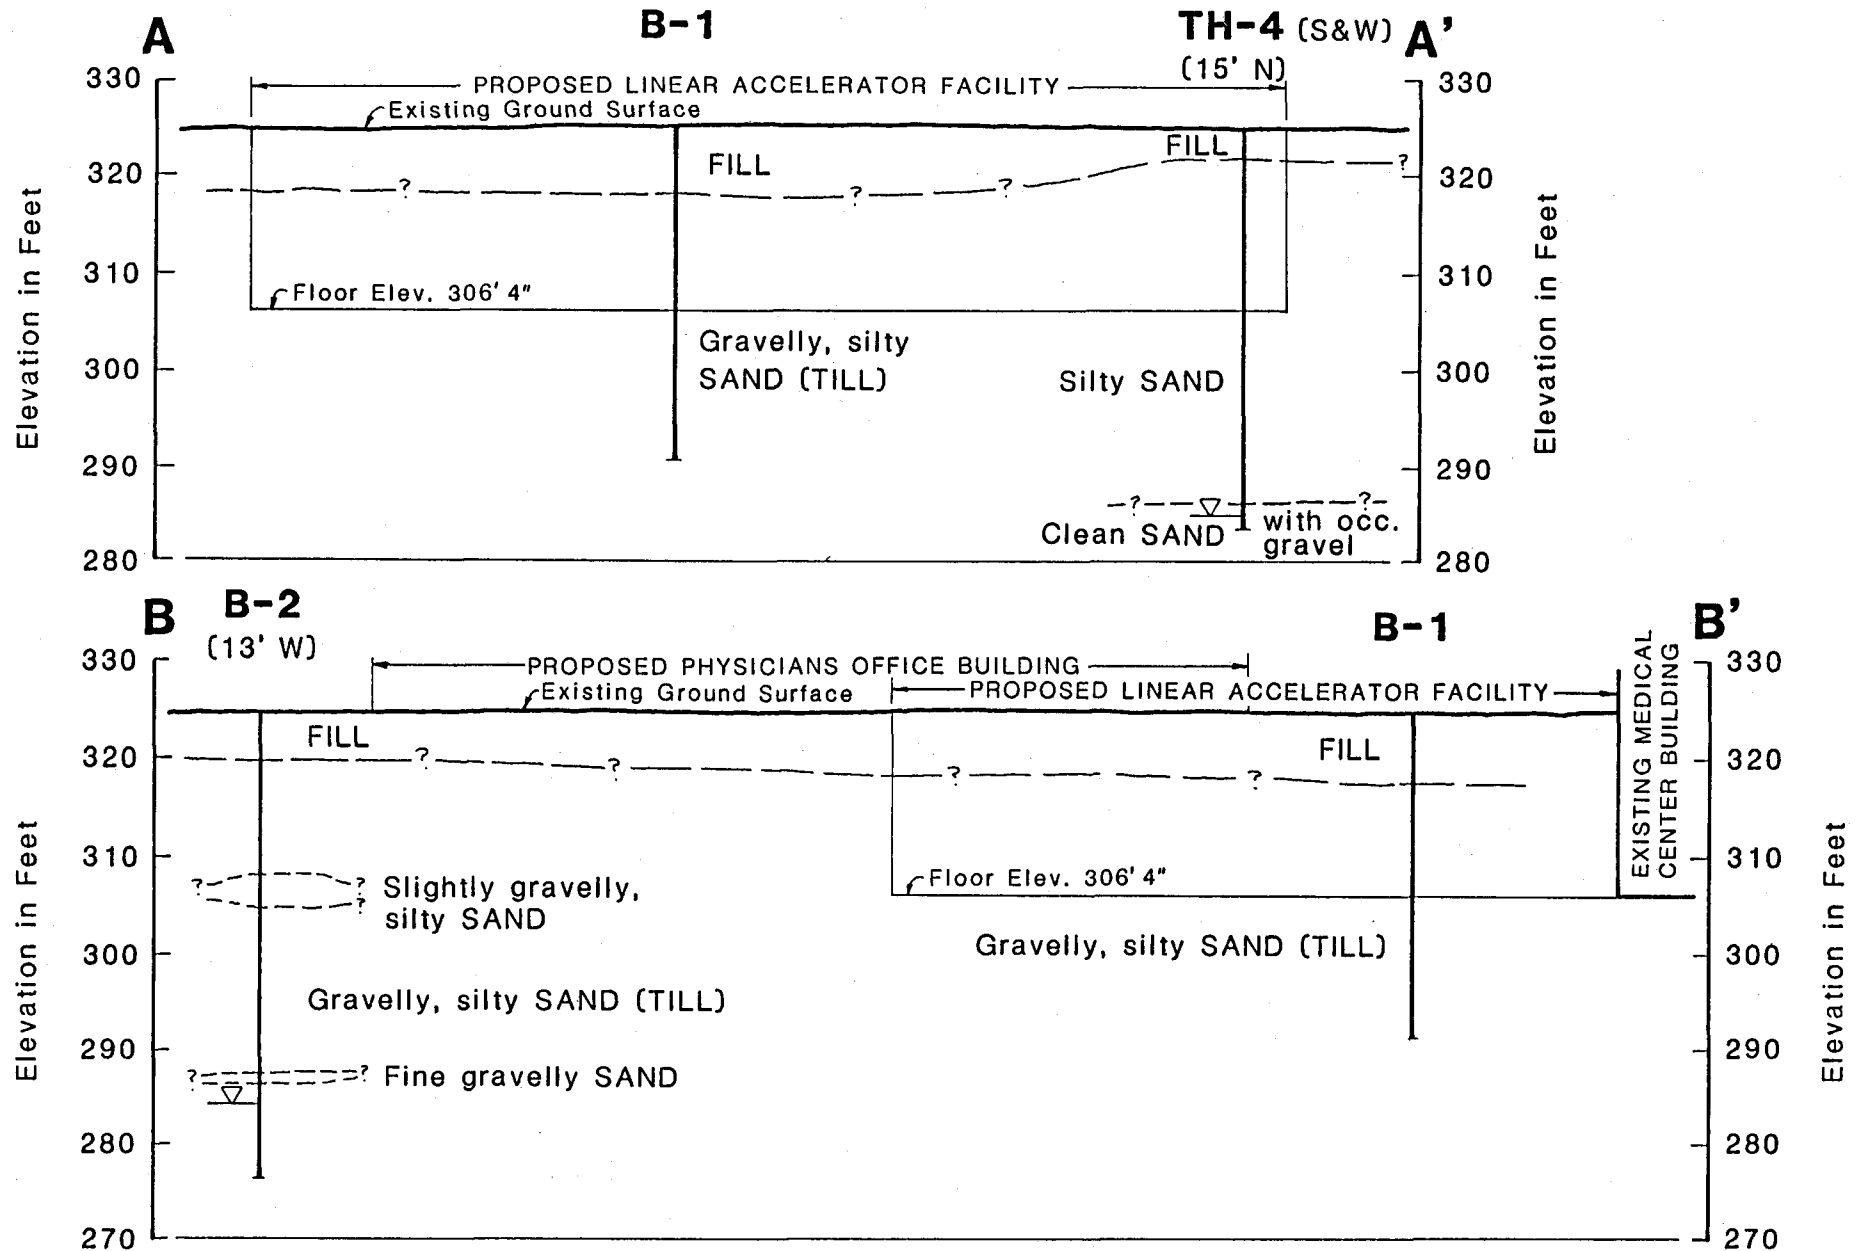 A
B-1
TH-4 (S&W)
(15' N)
A'
330
PROPOSED LINEAR ACCELERATOR FACILITY
330
Existing Ground Surface
FILL
FILL
320
?
?
?
?
320
310
310
Floor Elev. 306' 4"
Gravelly, silty
SAND (TILL)
300
Silty SAND
300
290
290
?
?
Clean SAND
with occ.
gravel
280
280
Elevation in Feet
Elevation in Feet
B
B-2
(13' W)
B-1
B'
330
PROPOSED PHYSICIANS OFFICE BUILDING
330
Existing Ground Surface
PROPOSED LINEAR ACCELERATOR FACILITY
EXISTING MEDICAL
CENTER BUILDING
FILL
FILL
320
?
?
?
?
320
310
310
?
?
Slightly gravelly,
silty SAND
?
Floor Elev. 306' 4"
300
Gravelly, silty SAND (TILL)
300
Gravelly, silty SAND (TILL)
290
290
?
?
Fine gravelly SAND
280
280
270
270
Elevation in Feet
Elevation in Feet